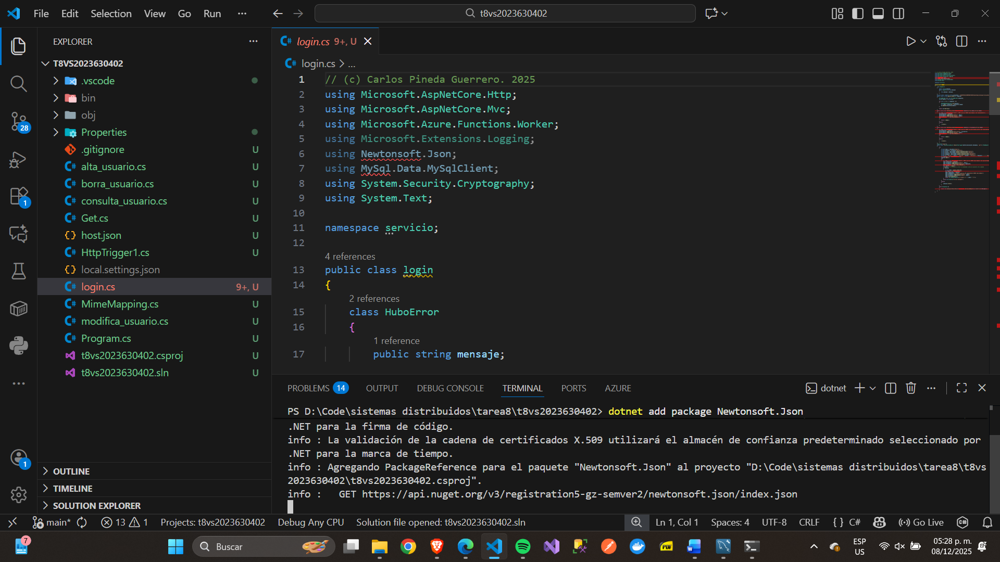 File Edit Selection View Go Run ···
t8vs2023630402
EXPLORER
T8VS2023630402
.vscode
bin
obj
Properties
.gitignore U
alta_usuario.cs U
borra_usuario.cs U
consulta_usuario.cs U
Get.cs U
host.json U
HttpTrigger1.cs U
local.settings.json
login.cs 9+, U
MimeMapping.cs U
modifica_usuario.cs U
Program.cs U
t8vs2023630402.csproj U
t8vs2023630402.sln U
OUTLINE
TIMELINE
SOLUTION EXPLORER
28
1
1
login.cs 9+, U
login.cs > ...
1 // (c) Carlos Pineda Guerrero. 2025
2 using Microsoft.AspNetCore.Http;
3 using Microsoft.AspNetCore.Mvc;
4 using Microsoft.Azure.Functions.Worker;
5 using Microsoft.Extensions.Logging;
6 using Newtonsoft.Json;
7 using MySql.Data.MySqlClient;
8 using System.Security.Cryptography;
9 using System.Text;
10
11 namespace servicio;
12
4 references
13 public class login
14 {
2 references
15 class HuboError
16 {
1 reference
17 public string mensaje;
PROBLEMS 14 OUTPUT DEBUG CONSOLE TERMINAL PORTS AZURE
dotnet
PS D:\Code\sistemas distribuidos\tarea8\t8vs2023630402> dotnet add package Newtonsoft.Json
.NET para la firma de código.
info : La validación de la cadena de certificados X.509 utilizará el almacén de confianza predeterminado seleccionado por
.NET para la marca de tiempo.
info : Agregando PackageReference para el paquete "Newtonsoft.Json" al proyecto "D:\Code\sistemas distribuidos\tarea8\t8vs
2023630402\t8vs2023630402.csproj".
info :   GET https://api.nuget.org/v3/registration5-gz-semver2/newtonsoft.json/index.json
main* 13 1 Projects: t8vs2023630402 Debug Any CPU Solution file opened: t8vs2023630402.sln Ln 1, Col 1 Spaces: 4 UTF-8 CRLF { } C# Go Live
7
Buscar
PDF
ESP
US
05:28 p. m.
08/12/2025